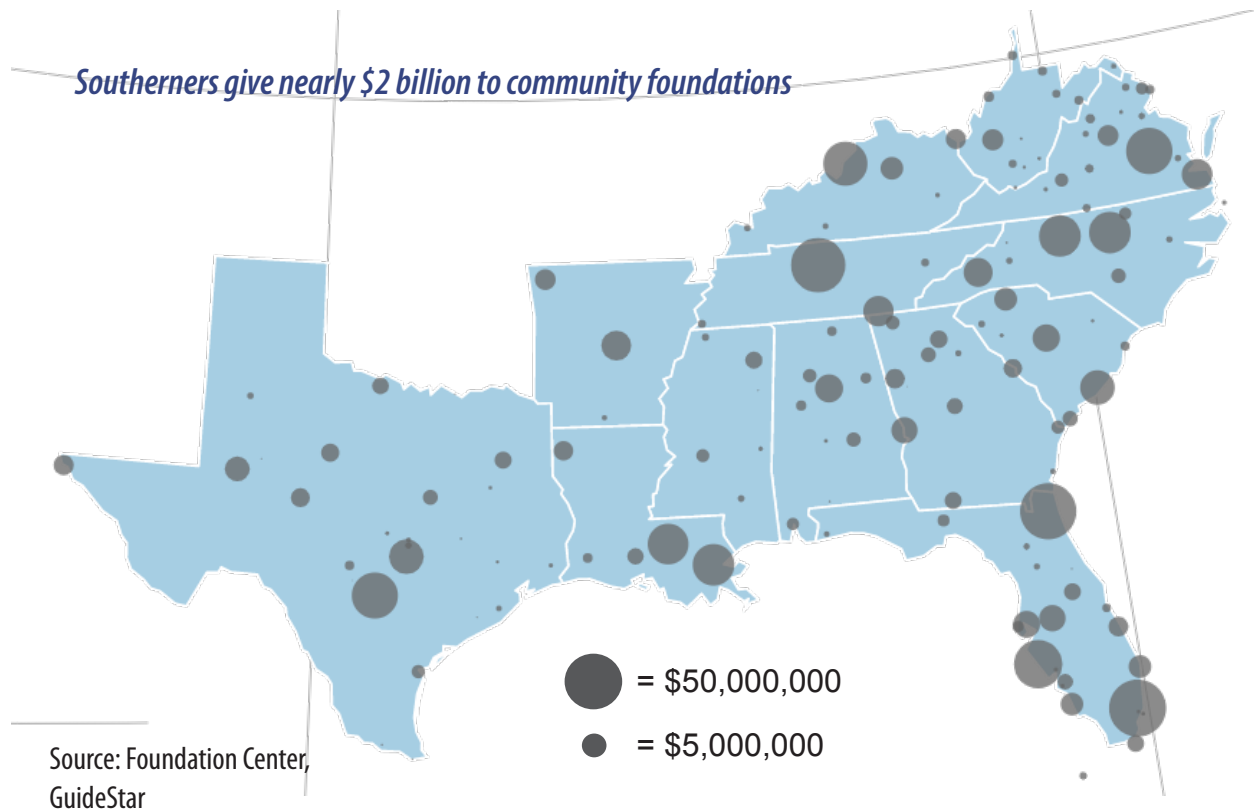 Southerners give nearly $2 billion to community foundations
= $50,000,000
= $5,000,000
Source: Foundation Center,
GuideStar